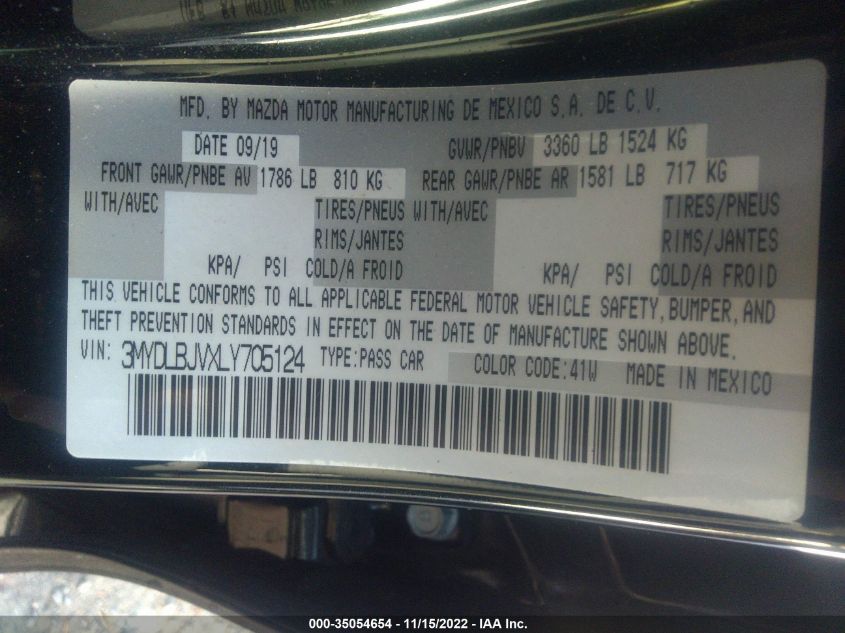 MFD. BY MAZDA MOTOR MANUFACTURING DE MEXICO S.A. DE C.V.
DATE 09/19 GVWR/PNBV 3360 LB 1524 KG
FRONT GAWR/PNBE AV 1786 LB 810 KG REAR GAWR/PNBE AR 1581 LB 717 KG
WITH/AVEC TIRES/PNEUS WITH/AVEC TIRES/PNEUS
RIMS/JANTES RIMS/JANTES
KPA/ PSI COLD/A FROID KPA/ PSI COLD/A FROID
THIS VEHICLE CONFORMS TO ALL APPLICABLE FEDERAL MOTOR VEHICLE SAFETY, BUMPER, AND
THEFT PREVENTION STANDARDS IN EFFECT ON THE DATE OF MANUFACTURE SHOWN ABOVE.
VIN: 3MYDLBJVXLY705124 TYPE:PASS CAR COLOR CODE:41W MADE IN MEXICO
000-35054654 - 11/15/2022 - IAA Inc.